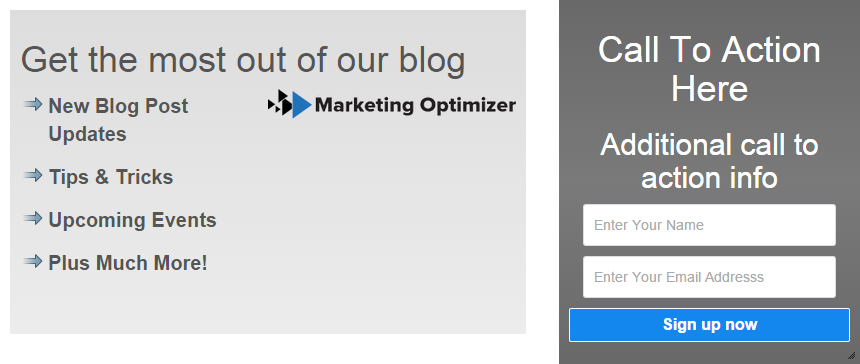 Get the most out of our blog
New Blog Post
Updates
Tips & Tricks
Upcoming Events
Plus Much More!
Marketing Optimizer
Call To Action
Here
Additional call to
action info
Enter Your Name
Enter Your Email Addresss
Sign up now